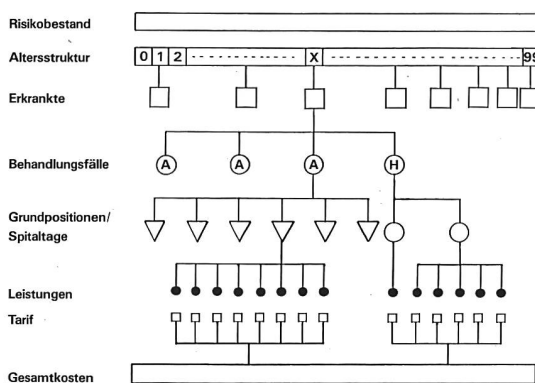 Risikobestand
Altersstruktur 0 1 2 X 99
Erkrankte
Behandlungsfälle A A A H
Grundpositionen/
Spitaltage
Leistungen
Tarif
Gesamtkosten